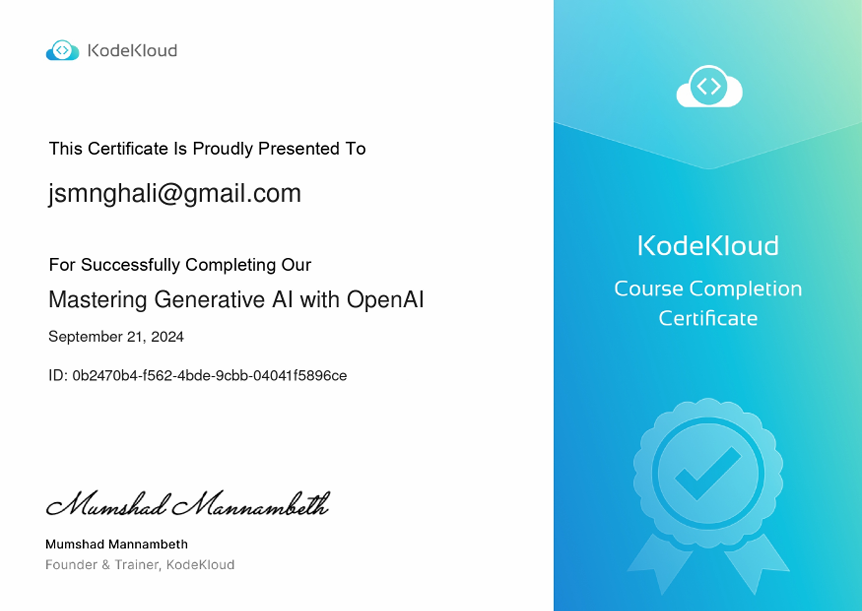 KodeKloud
This Certificate Is Proudly Presented To
jsmnghali@gmail.com
For Successfully Completing Our
Mastering Generative AI with OpenAI
September 21, 2024
ID: 0b2470b4-f562-4bde-9cbb-04041f5896ce
Mumshad Mannambeth
Mumshad Mannambeth
Founder & Trainer, KodeKloud
KodeKloud
Course Completion
Certificate